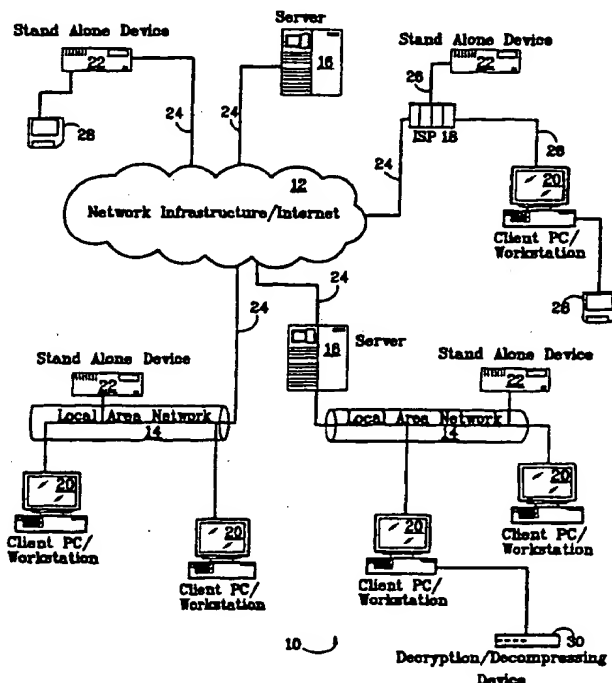 Stand Alone Device
22
28
24
Server
16
24
Stand Alone Device
22
26
ISP 18
24
26
20
Client PC/
Workstation
28
12
Network Infrastructure/Internet
24
24
16
Server
Stand Alone Device
22
Local Area Network
14
20
Client PC/
Workstation
20
Client PC/
Workstation
Stand Alone Device
22
Local Area Network
14
20
Client PC/
Workstation
20
Client PC/
Workstation
30
Decryption/Decompressing
Device
10